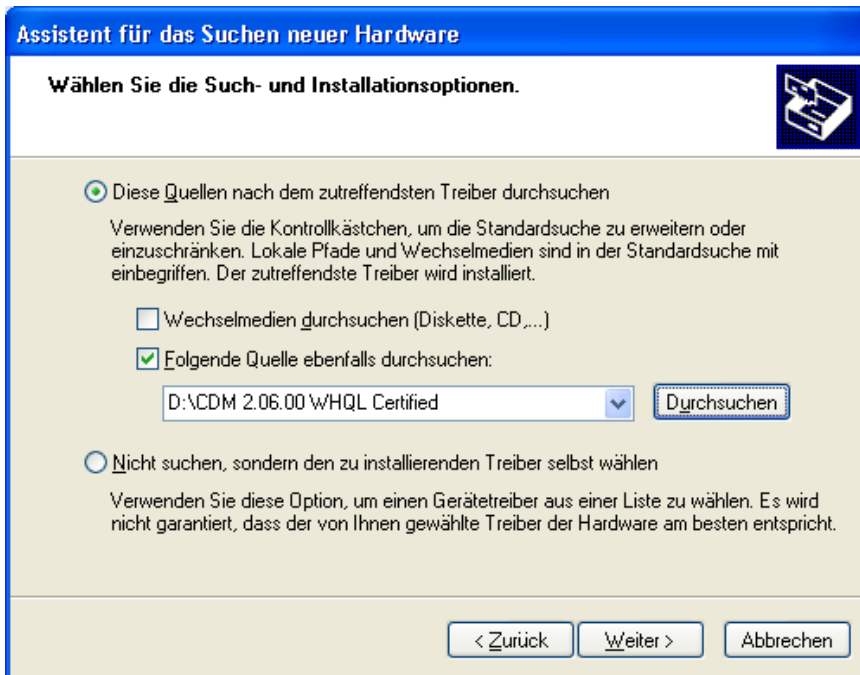 Assistent für das Suchen neuer Hardware
Wählen Sie die Such- und Installationsoptionen.
Diese Quellen nach dem zutreffendsten Treiber durchsuchen
Verwenden Sie die Kontrollkästchen, um die Standardsuche zu erweitern oder
einzuschränken. Lokale Pfade und Wechselmedien sind in der Standardsuche mit
einbegriffen. Der zutreffendste Treiber wird installiert.
Wechselmedien durchsuchen (Diskette, CD,...)
Folgende Quelle ebenfalls durchsuchen:
D:\CDM 2.06.00 WHQL Certified
Durchsuchen
Nicht suchen, sondern den zu installierenden Treiber selbst wählen
Verwenden Sie diese Option, um einen Gerätetreiber aus einer Liste zu wählen. Es wird
nicht garantiert, dass der von Ihnen gewählte Treiber der Hardware am besten entspricht.
< Zurück
Weiter >
Abbrechen